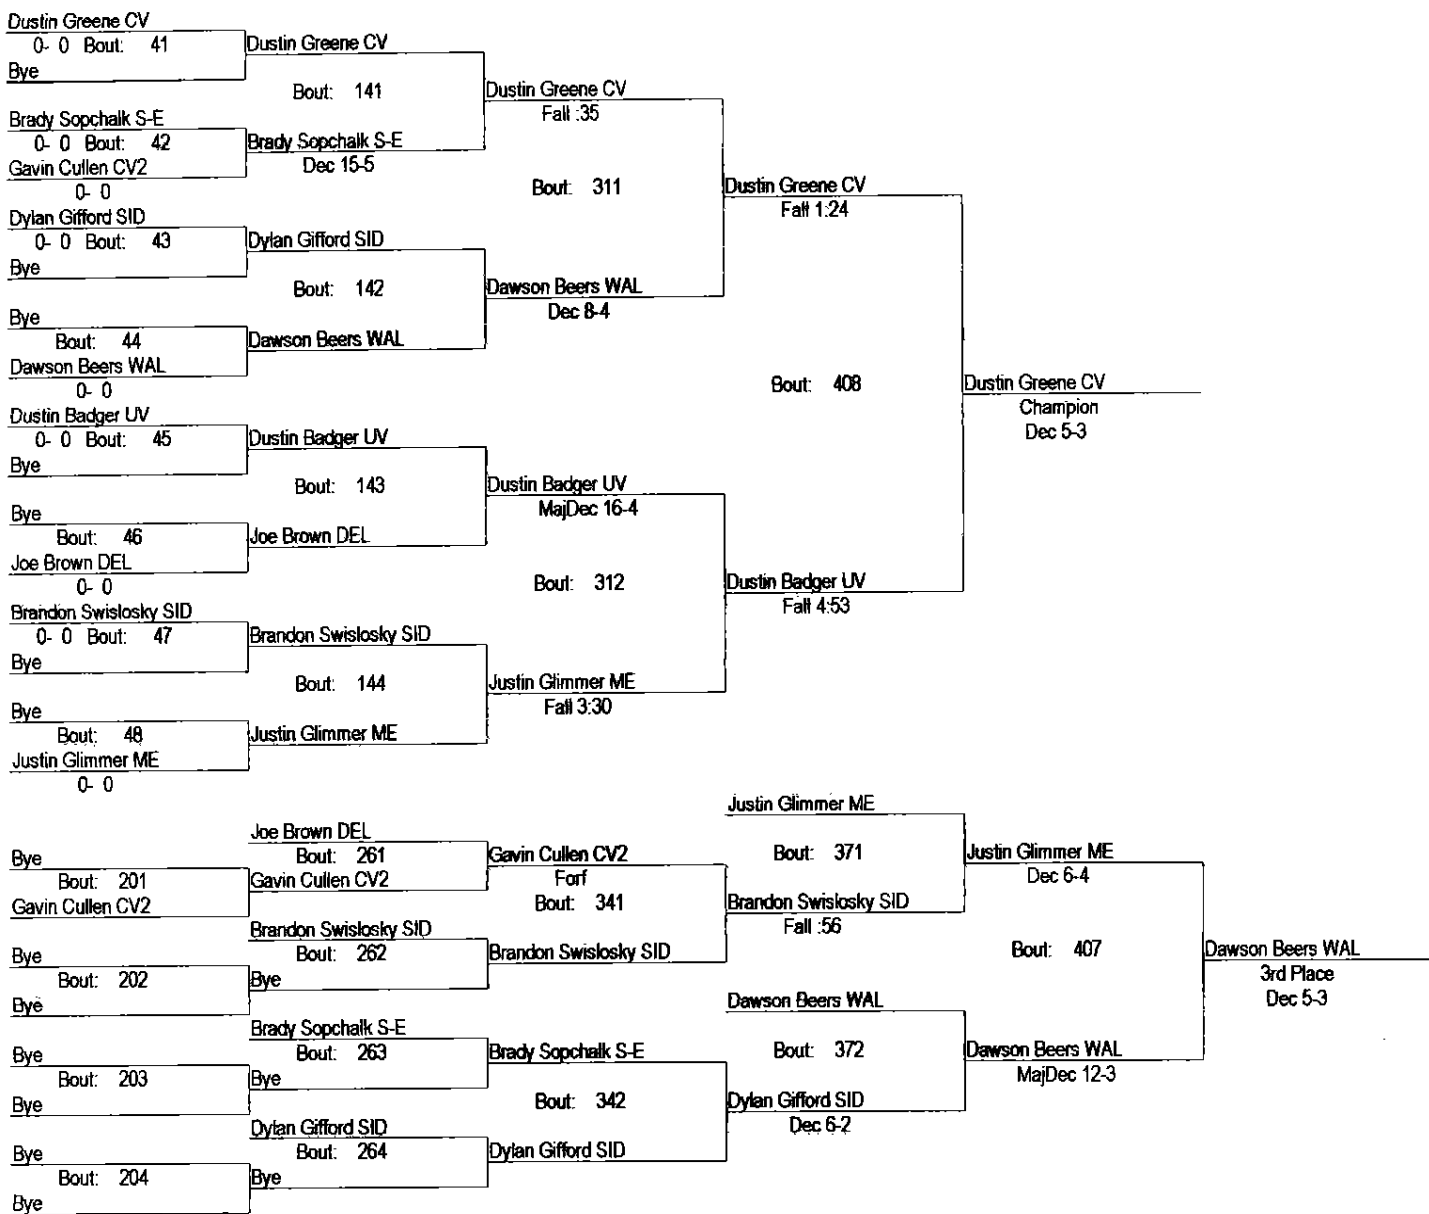 Dustin Greene CV
0- 0 Bout: 41
Bye
Dustin Greene CV
Bout: 141
Brady Sopchalk S-E
0- 0 Bout: 42
Gavin Cullen CV2
0- 0
Brady Sopchalk S-E
Dec 15-5
Dustin Greene CV
Fall :35
Bout: 311
Dylan Gifford SID
0- 0 Bout: 43
Bye
Dylan Gifford SID
Bout: 142
Bye
Bout: 44
Dawson Beers WAL
0- 0
Dawson Beers WAL
Dawson Beers WAL
Dec 8-4
Dustin Greene CV
Fall 1:24
Bout: 408
Dustin Greene CV
Champion
Dec 5-3
Dustin Badger UV
0- 0 Bout: 45
Bye
Dustin Badger UV
Bout: 143
Bye
Bout: 46
Joe Brown DEL
0- 0
Joe Brown DEL
Dustin Badger UV
MajDec 16-4
Bout: 312
Dustin Badger UV
Fall 4:53
Brandon Swislosky SID
0- 0 Bout: 47
Bye
Brandon Swislosky SID
Bout: 144
Bye
Bout: 48
Justin Glimmer ME
0- 0
Justin Glimmer ME
Justin Glimmer ME
Fall 3:30
Bye
Bout: 201
Gavin Cullen CV2
Joe Brown DEL
Bout: 261
Gavin Cullen CV2
Gavin Cullen CV2
Forf
Bout: 341
Bye
Bout: 202
Bye
Brandon Swislosky SID
Bout: 262
Bye
Brandon Swislosky SID
Justin Glimmer ME
Bout: 371
Brandon Swislosky SID
Fall :56
Justin Glimmer ME
Dec 6-4
Bout: 407
Dawson Beers WAL
3rd Place
Dec 5-3
Bye
Bout: 203
Bye
Brady Sopchalk S-E
Bout: 263
Bye
Brady Sopchalk S-E
Bout: 342
Bye
Bout: 204
Bye
Dylan Gifford SID
Bout: 264
Bye
Dylan Gifford SID
Dawson Beers WAL
Bout: 372
Dylan Gifford SID
Dec 6-2
Dawson Beers WAL
MajDec 12-3